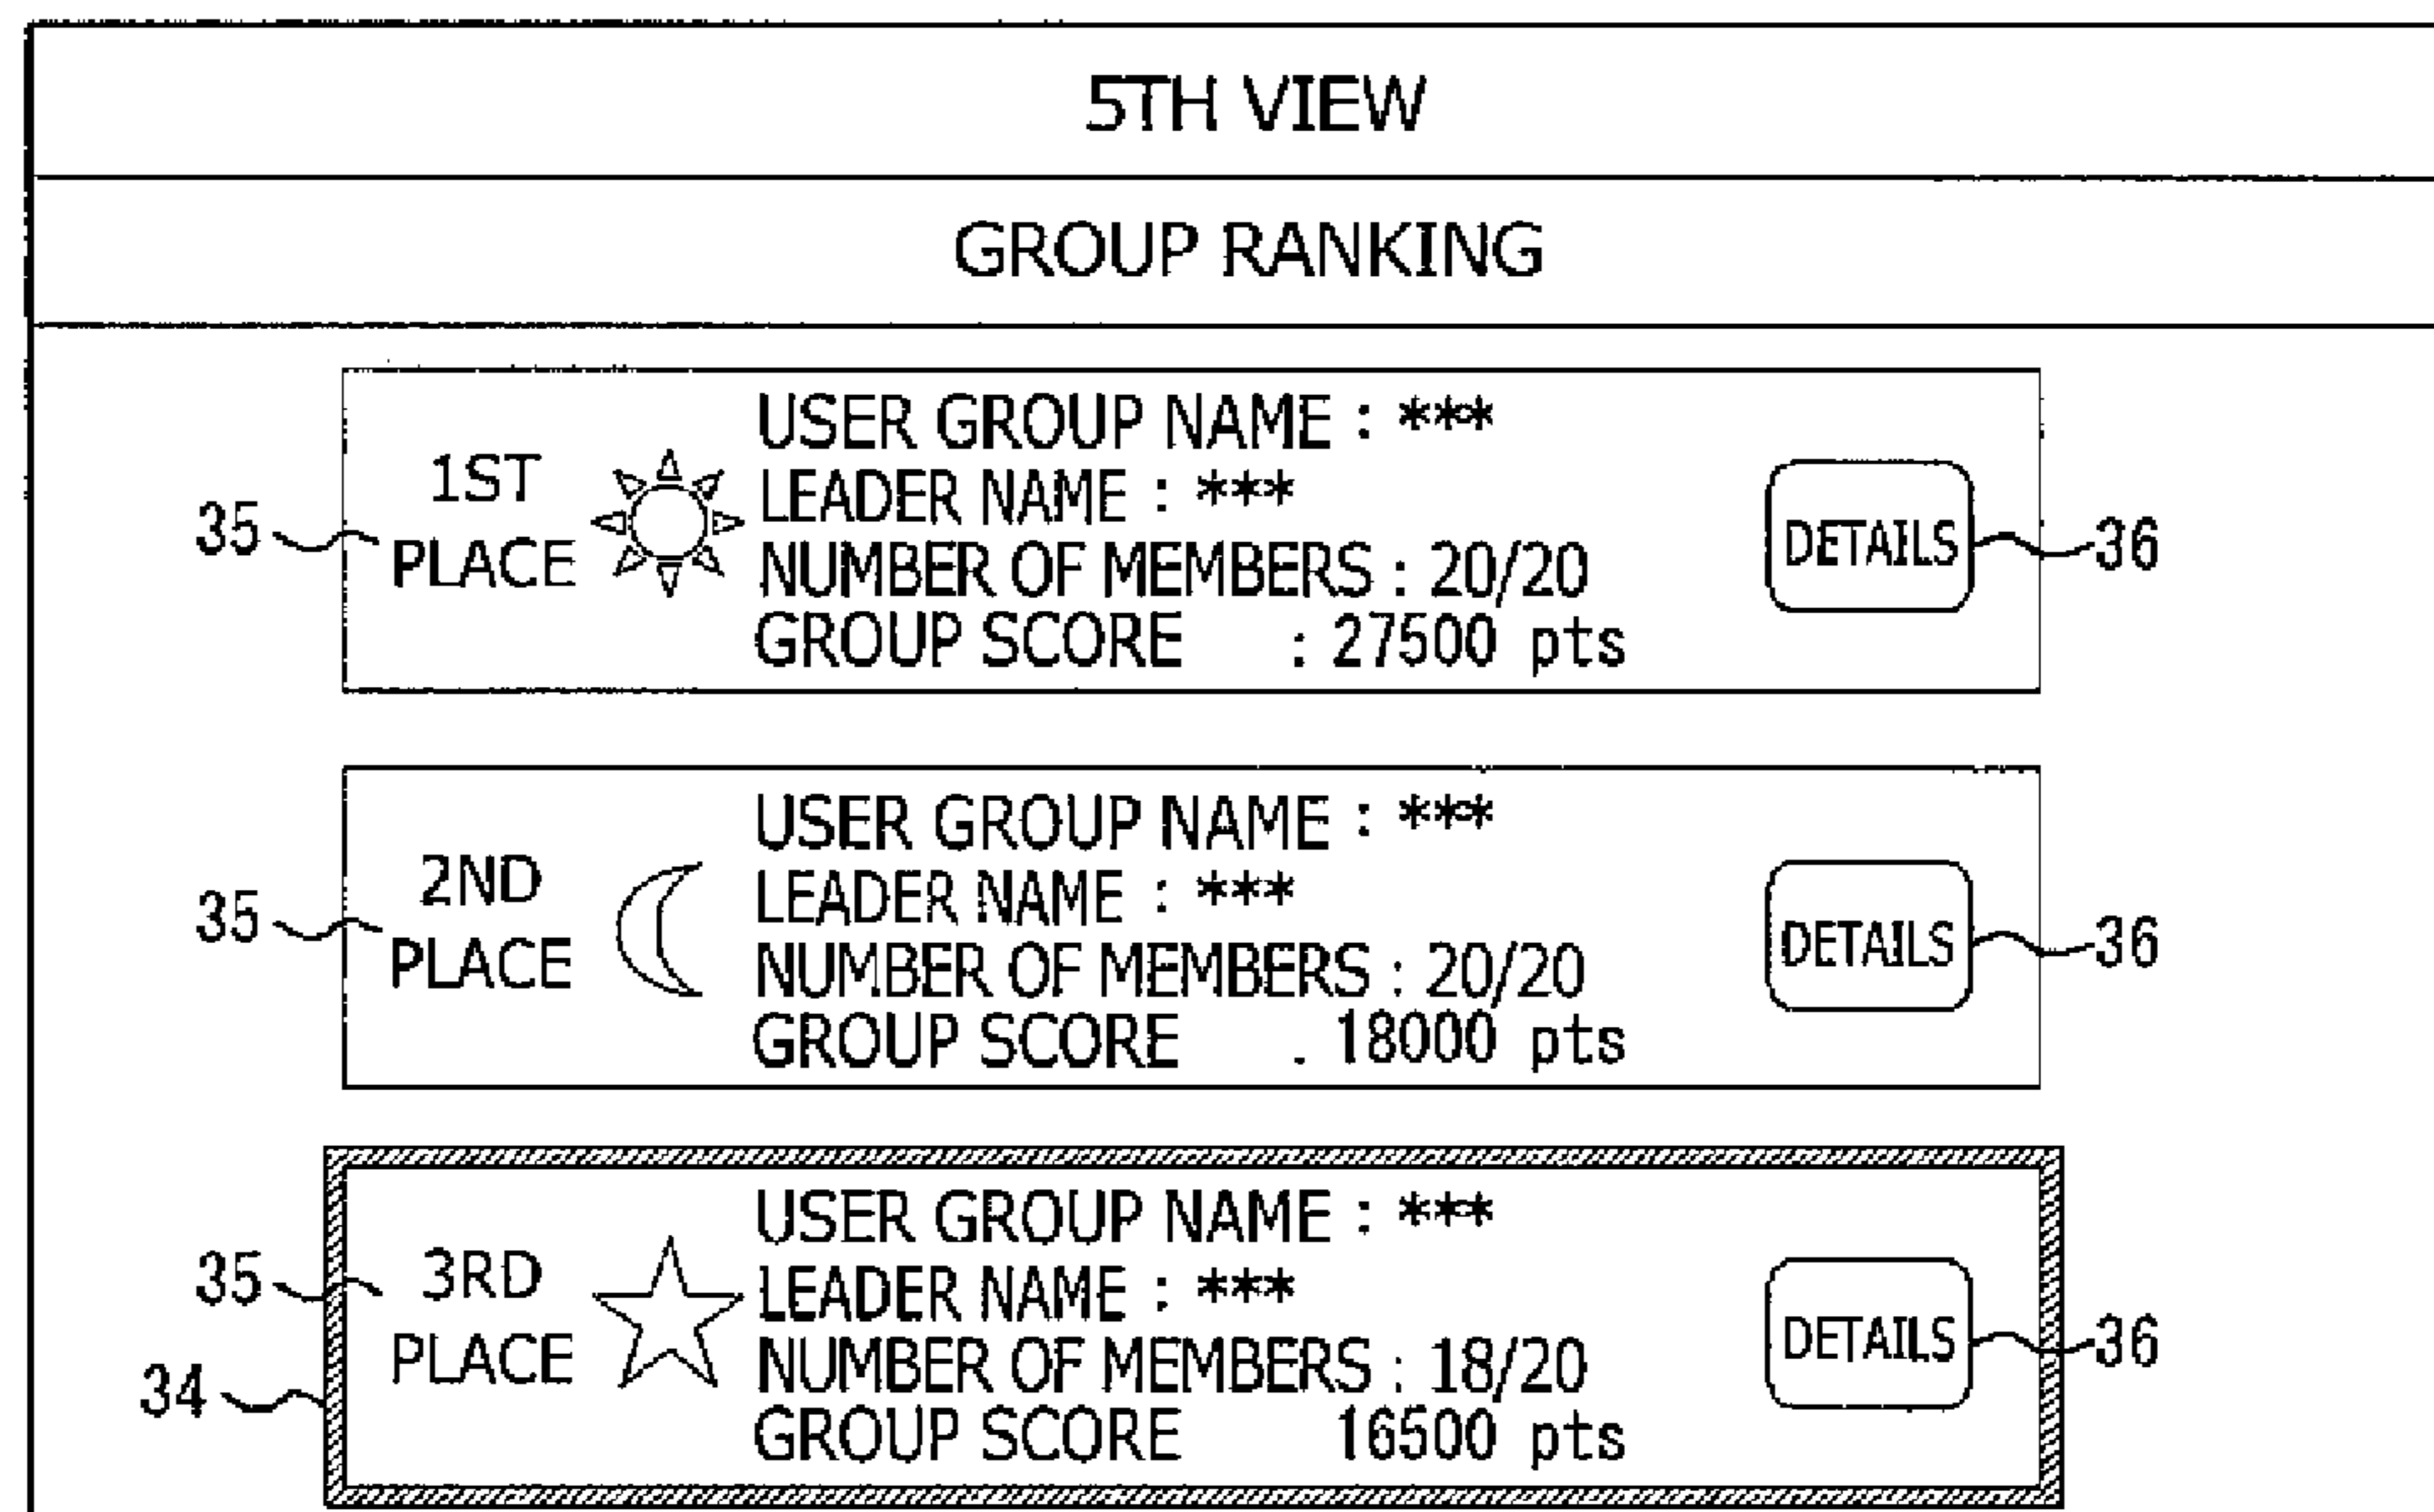 5TH VIEW
GROUP RANKING
USER GROUP NAME : ***
1ST
PLACE
LEADER NAME : ***
NUMBER OF MEMBERS : 20/20
GROUP SCORE : 27500 pts
DETAILS
35
36
USER GROUP NAME : ***
2ND
PLACE
LEADER NAME : ***
NUMBER OF MEMBERS : 20/20
GROUP SCORE . 18000 pts
DETAILS
35
36
USER GROUP NAME : ***
3RD
PLACE
LEADER NAME : ***
NUMBER OF MEMBERS : 18/20
GROUP SCORE 16500 pts
DETAILS
35
36
34